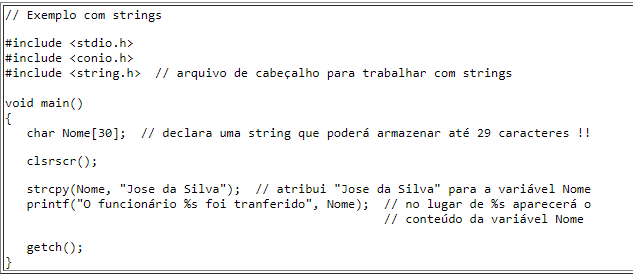 // Exemplo com strings
#include <stdio.h>
#include <conio.h>
#include <string.h>  // arquivo de cabeçalho para trabalhar com strings
void main()
{
char Nome[30];  // declara uma string que poderá armazenar até 29 caracteres !!
clsrscr();
strcpy(Nome, "Jose da Silva");  // atribui "Jose da Silva" para a variável Nome
printf("O funcionário %s foi tranferido", Nome);  // no lugar de %s aparecerá o
// conteúdo da variável Nome
getch();
}